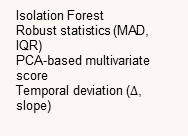 Isolation Forest
Robust statistics (MAD,
IQR)
PCA-based multivariate
score
Temporal deviation (Δ,
slope)